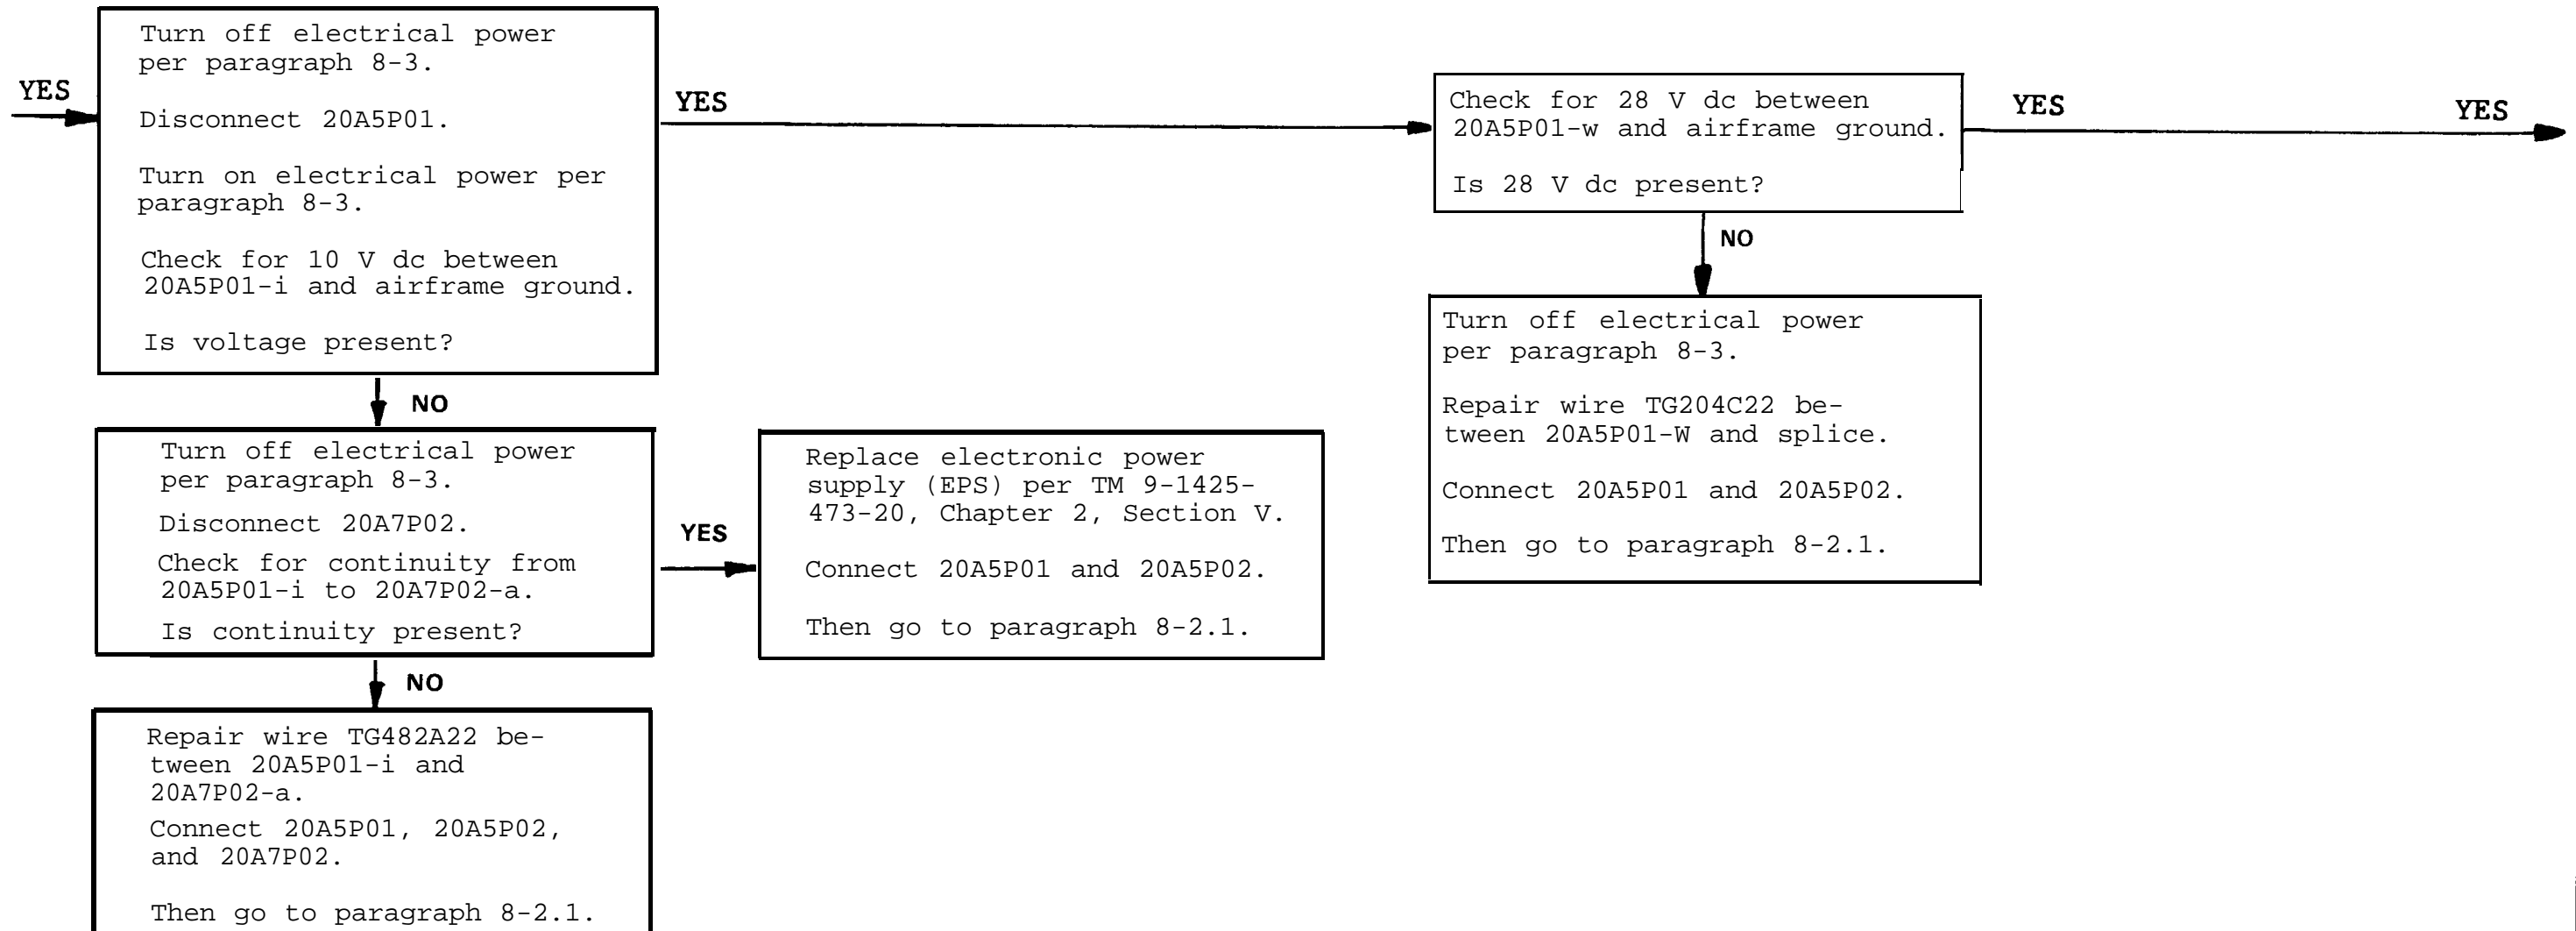 YES
Turn off electrical power
per paragraph 8-3.
Disconnect 20A5P01.
Turn on electrical power per
paragraph 8-3.
Check for 10 V dc between
20A5P01-i and airframe ground.
Is voltage present?
YES
Check for 28 V dc between
20A5P01-w and airframe ground.
Is 28 V dc present?
YES
YES
NO
Turn off electrical power
per paragraph 8-3.
Repair wire TG204C22 be-
tween 20A5P01-W and splice.
Connect 20A5P01 and 20A5P02.
Then go to paragraph 8-2.1.
NO
Turn off electrical power
per paragraph 8-3.
Disconnect 20A7P02.
Check for continuity from
20A5P01-i to 20A7P02-a.
Is continuity present?
YES
Replace electronic power
supply (EPS) per TM 9-1425-
473-20, Chapter 2, Section V.
Connect 20A5P01 and 20A5P02.
Then go to paragraph 8-2.1.
NO
Repair wire TG482A22 be-
tween 20A5P01-i and
20A7P02-a.
Connect 20A5P01, 20A5P02,
and 20A7P02.
Then go to paragraph 8-2.1.